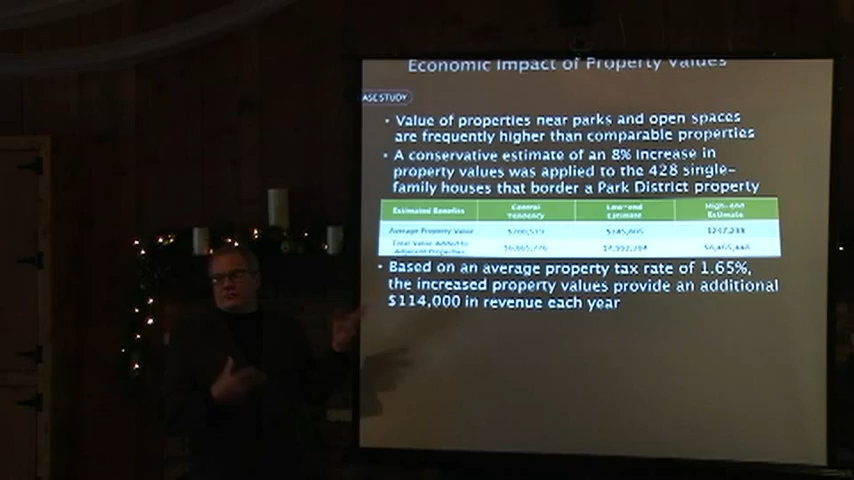 Economic Impact of Property Values
ASE STUDY
• Value of properties near parks and open spaces
are frequently higher than comparable properties
• A conservative estimate of an 8% increase in
property values was applied to the 428 single-
family houses that border a Park District property
Estimated Benefits Central Low-end High-end
Tendency Estimate Estimate
Average Property Value
Total Value Added to
Adjacent Properties
• Based on an average property tax rate of 1.65%,
the increased property values provide an additional
$114,000 in revenue each year